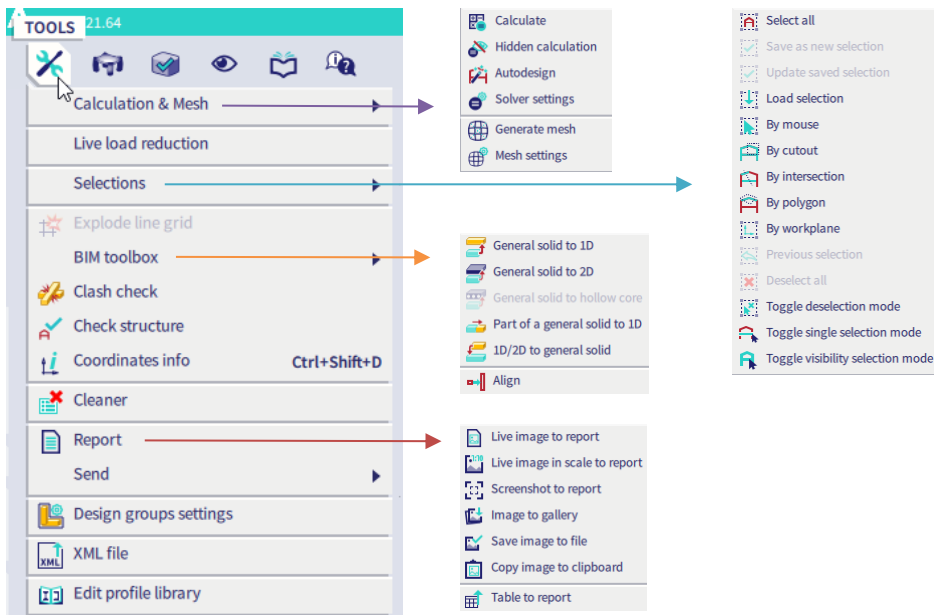 21.64
TOOLS
Calculation & Mesh
Live load reduction
Selections
Explode line grid
BIM toolbox
Clash check
Check structure
Coordinates info Ctrl+Shift+D
Cleaner
Report
Send
Design groups settings
XML file
Edit profile library
Calculate
Hidden calculation
Autodesign
Solver settings
Generate mesh
Mesh settings
General solid to 1D
General solid to 2D
General solid to hollow core
Part of a general solid to 1D
1D/2D to general solid
Align
Live image to report
Live image in scale to report
Screenshot to report
Image to gallery
Save image to file
Copy image to clipboard
Table to report
Select all
Save as new selection
Update saved selection
Load selection
By mouse
By cutout
By intersection
By polygon
By workplane
Previous selection
Deselect all
Toggle deselection mode
Toggle single selection mode
Toggle visibility selection mode